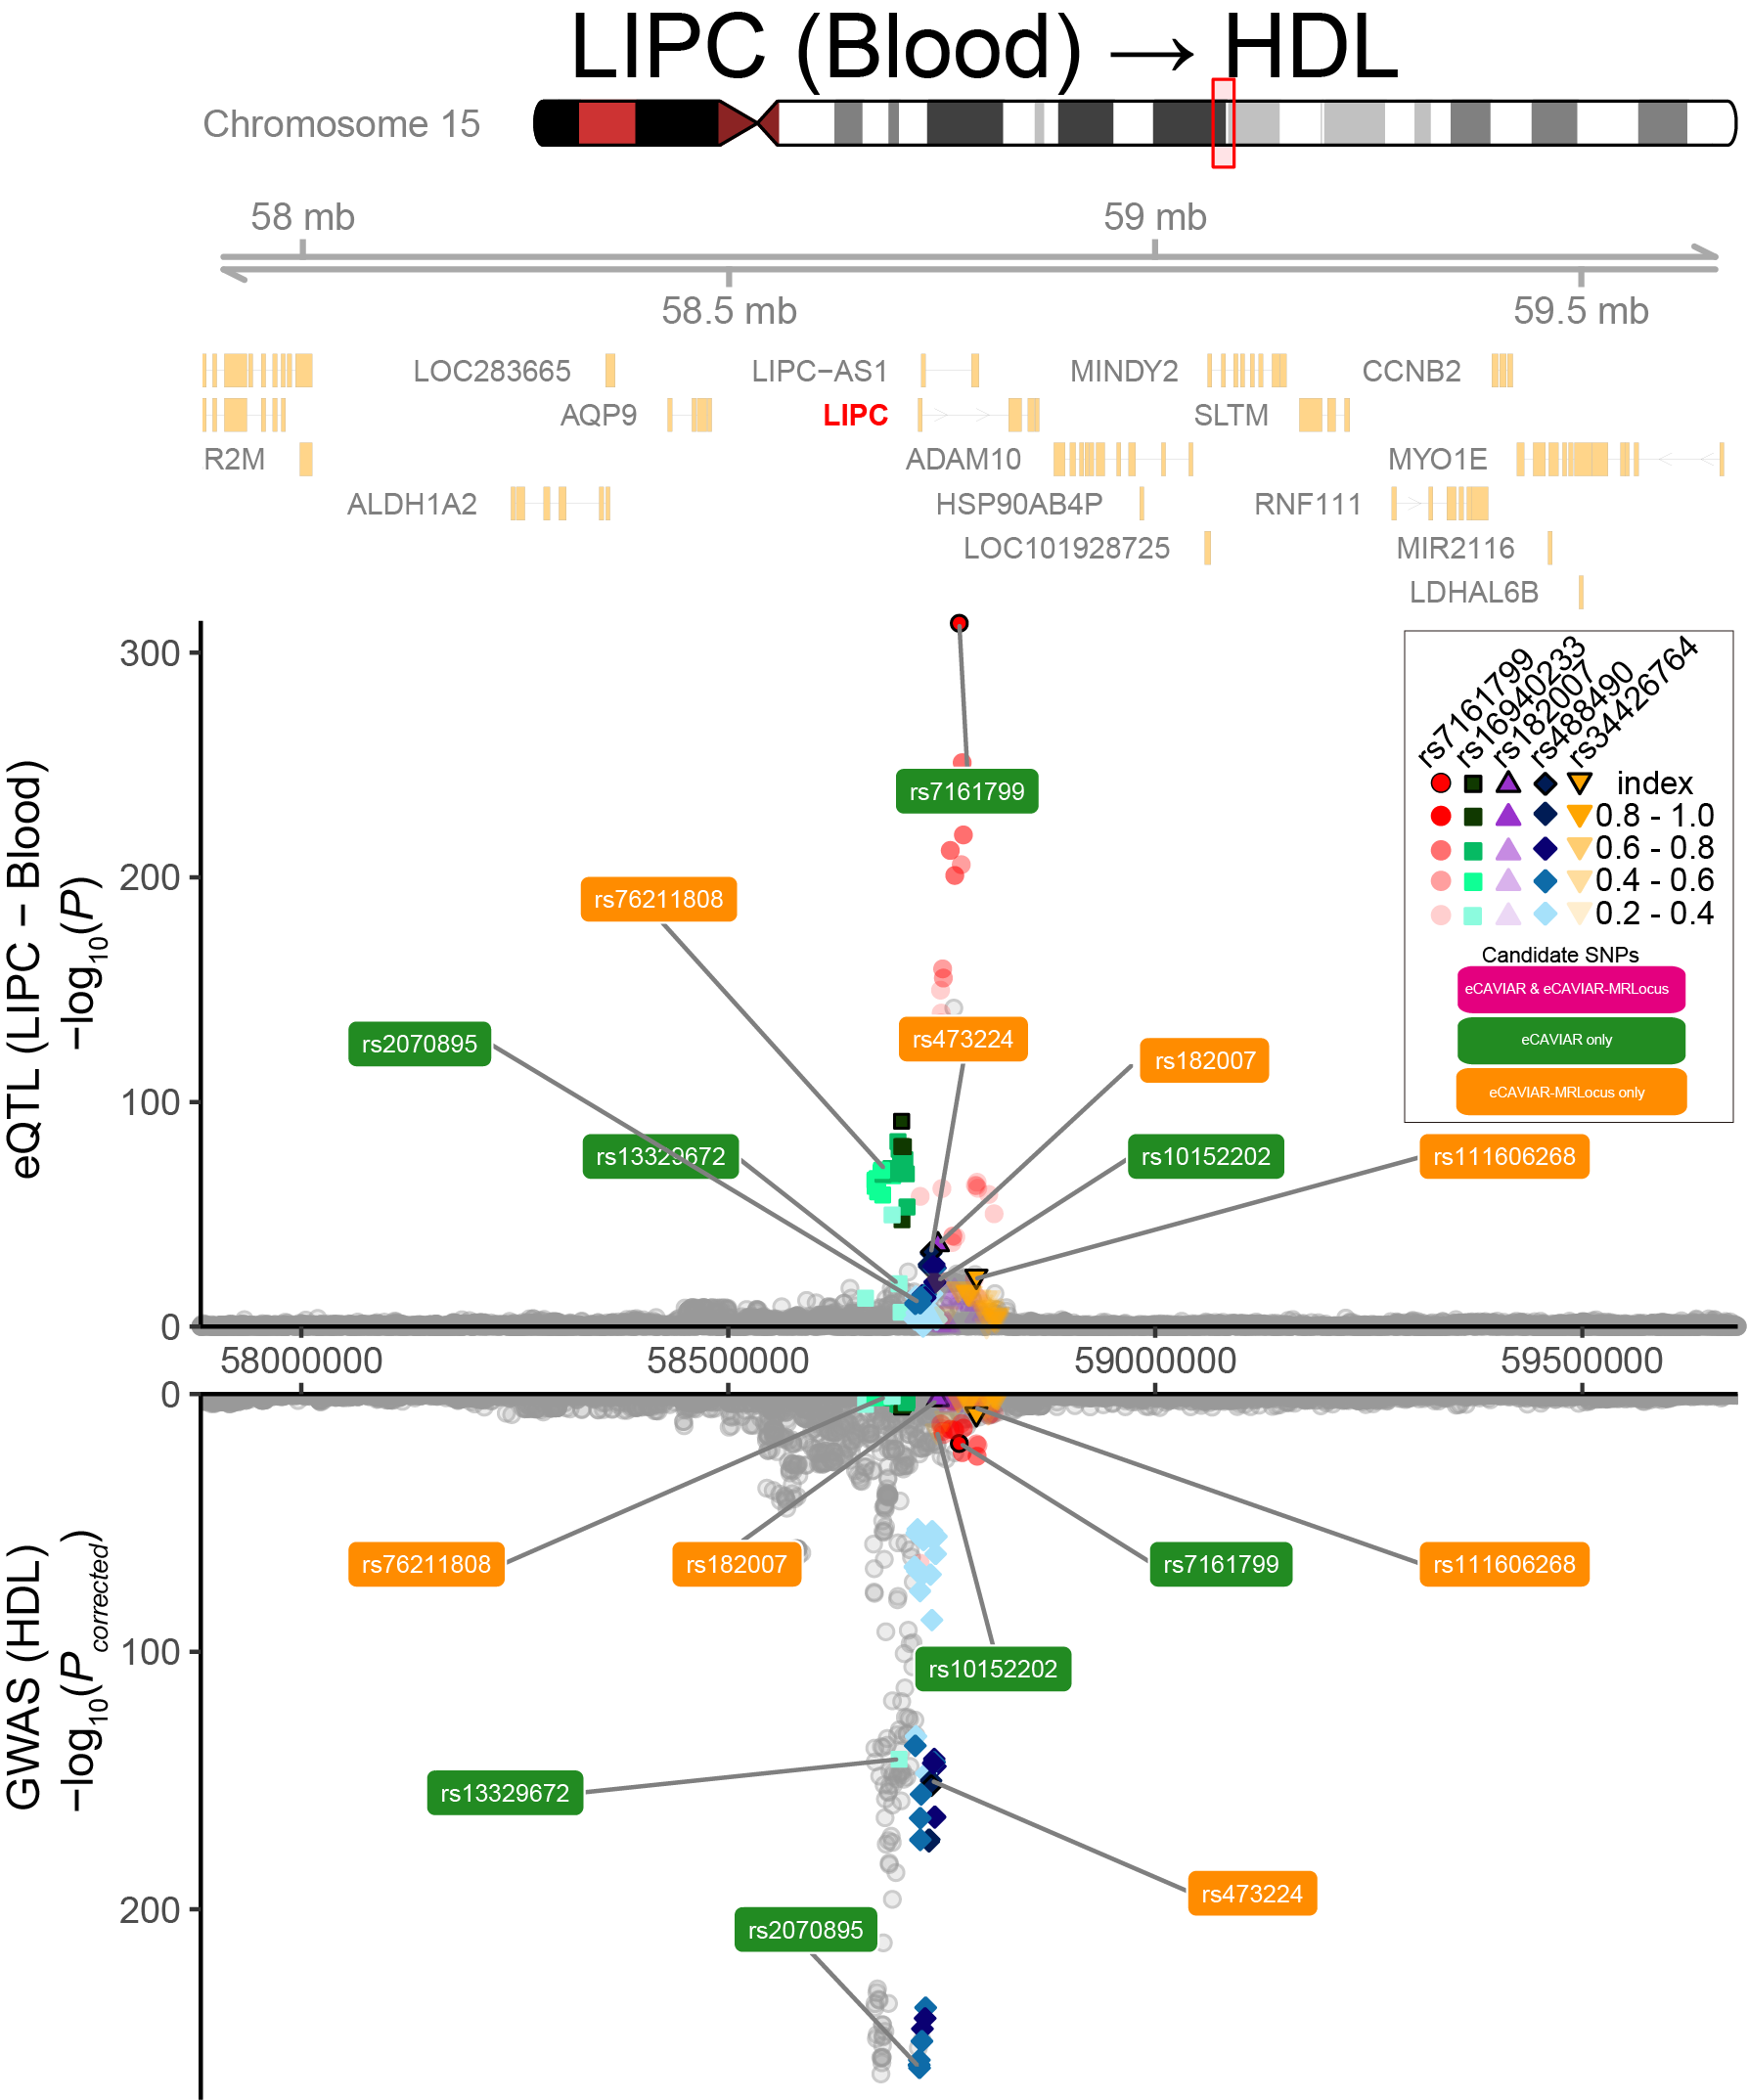 LIPC (Blood) → HDL
Chromosome 15
58 mb
59 mb
58.5 mb
59.5 mb
LOC283665
LIPC−AS1
MINDY2
CCNB2
AQP9
LIPC
SLTM
R2M
ADAM10
MYO1E
ALDH1A2
HSP90AB4P
RNF111
LOC101928725
MIR2116
LDHAL6B
eQTL (LIPC − Blood)
−log10(P)
300
200
100
0
rs7161799
rs16940233
rs182007
rs488490
rs34426764
index
0.8 - 1.0
0.6 - 0.8
0.4 - 0.6
0.2 - 0.4
Candidate SNPs
eCAVIAR & eCAVIAR-MRLocus
eCAVIAR only
eCAVIAR-MRLocus only
rs7161799
rs76211808
rs2070895
rs473224
rs182007
rs13329672
rs10152202
rs111606268
58000000
58500000
59000000
59500000
GWAS (HDL)
−log10(Pcorrected)
0
100
200
rs76211808
rs182007
rs7161799
rs111606268
rs10152202
rs13329672
rs473224
rs2070895